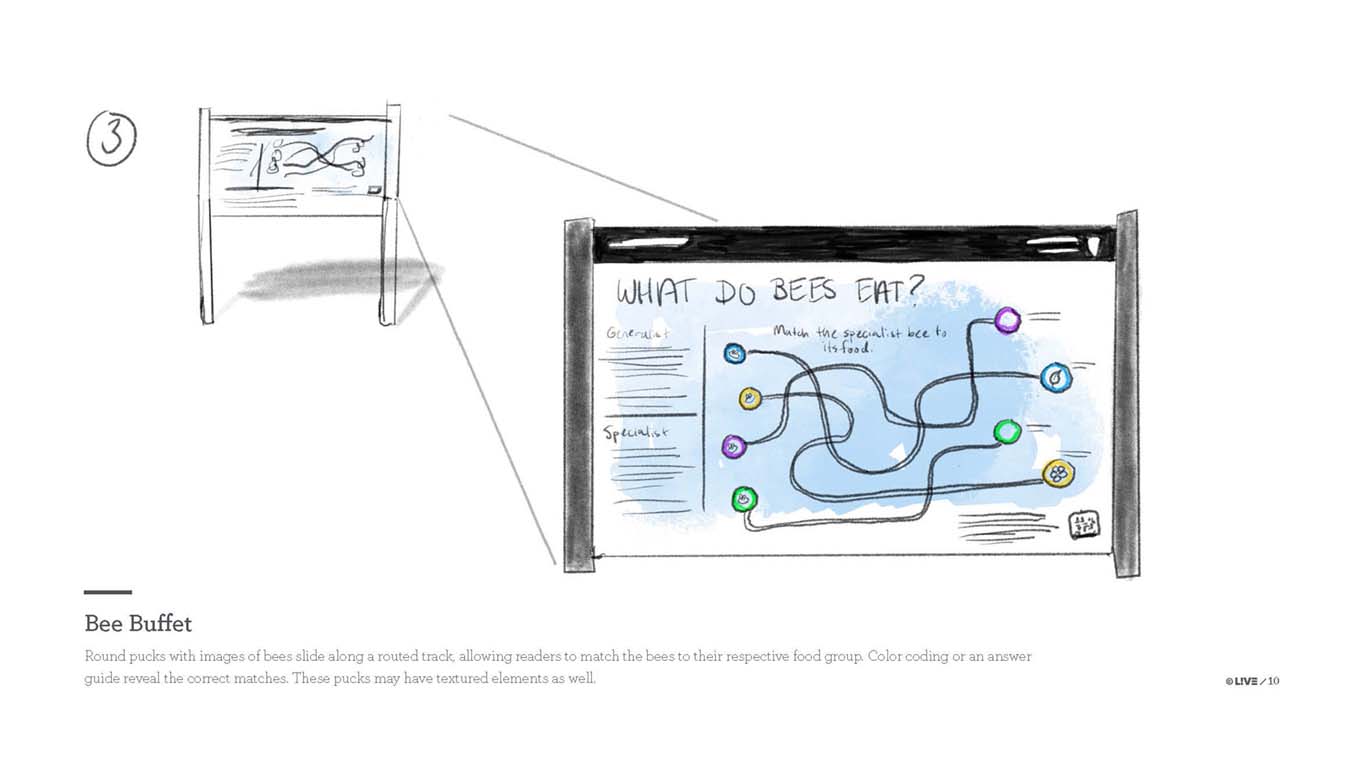 3
WHAT DO BEES EAT?
Generalist
Match the specialist bee to
its food.
Specialist
Bee Buffet
Round pucks with images of bees slide along a routed track, allowing readers to match the bees to their respective food group. Color coding or an answer
guide reveal the correct matches. These pucks may have textured elements as well.
© LIVE / 10